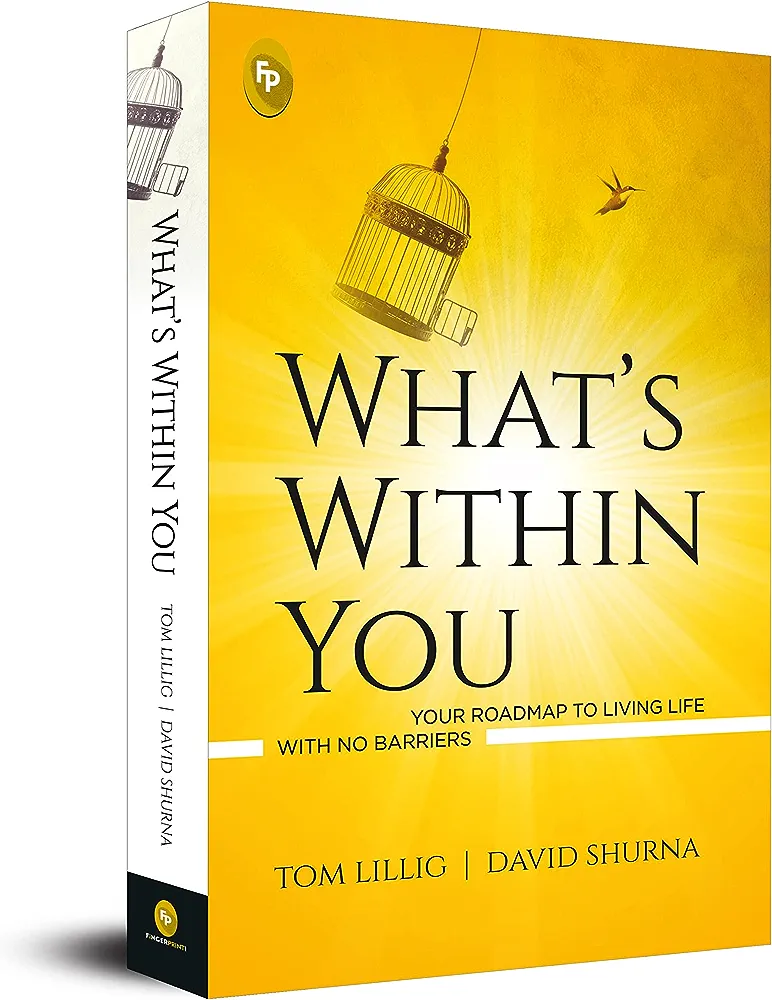 WHAT'S WITHIN YOU
TOM LILLIG | DAVID SHURNA
FP
FiNGERPRINT!
FP
WHAT'S
WITHIN
YOU
YOUR ROADMAP TO LIVING LIFE
WITH NO BARRIERS
TOM LILLIG | DAVID SHURNA